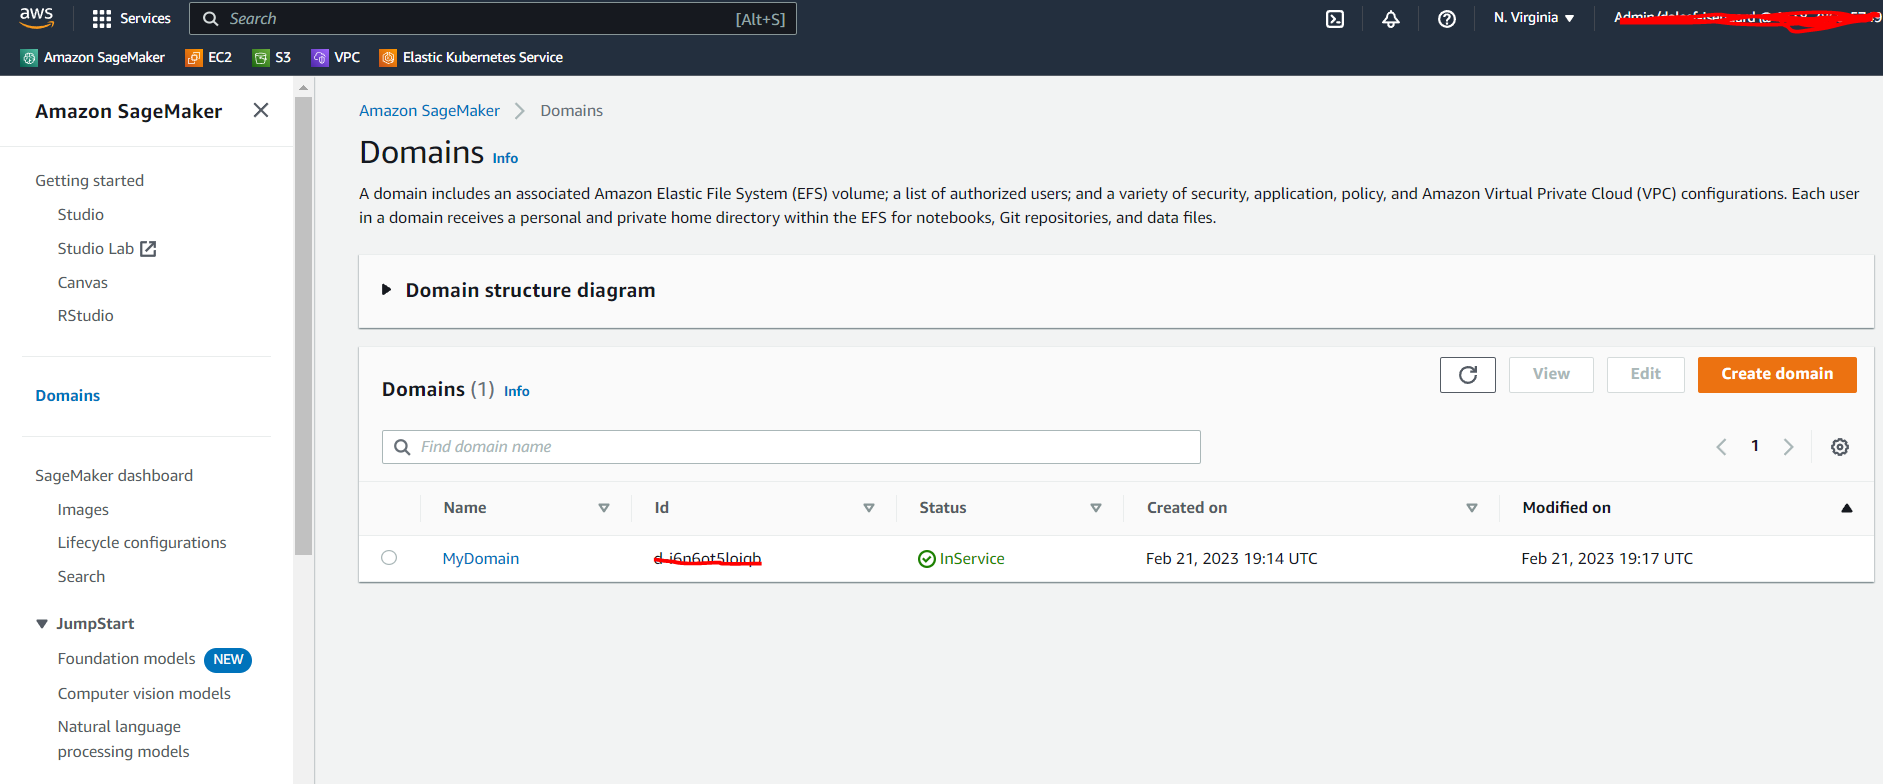 aws
Services
Search
[Alt+S]
N. Virginia
Amazon SageMaker
EC2
S3
VPC
Elastic Kubernetes Service
Amazon SageMaker
Getting started
Studio
Studio Lab
Canvas
RStudio
Domains
SageMaker dashboard
Images
Lifecycle configurations
Search
JumpStart
Foundation models NEW
Computer vision models
Natural language
processing models
Amazon SageMaker > Domains
Domains Info
A domain includes an associated Amazon Elastic File System (EFS) volume; a list of authorized users; and a variety of security, application, policy, and Amazon Virtual Private Cloud (VPC) configurations. Each user
in a domain receives a personal and private home directory within the EFS for notebooks, Git repositories, and data files.
Domain structure diagram
Domains (1) Info
View
Edit
Create domain
Find domain name
1
Name Id Status Created on Modified on
MyDomain InService Feb 21, 2023 19:14 UTC Feb 21, 2023 19:17 UTC